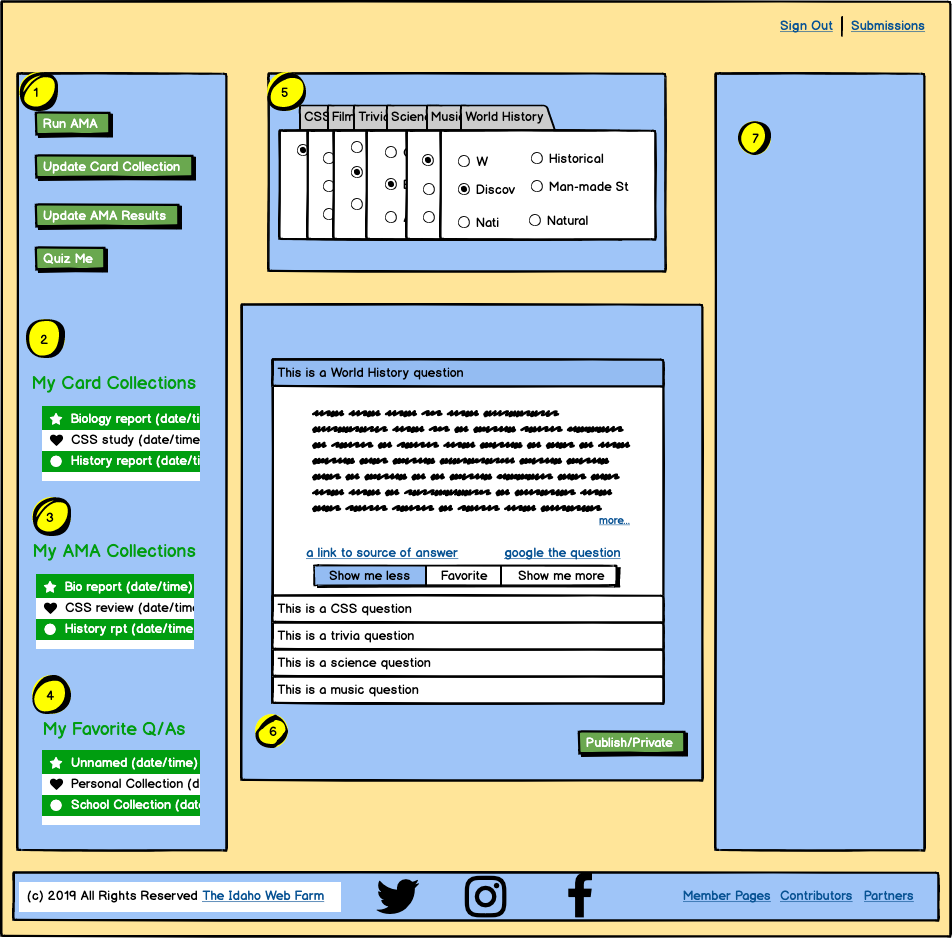 Sign Out | Submissions
1
Run AMA
Update Card Collection
Update AMA Results
Quiz Me
2
My Card Collections
Biology report (date/ti
CSS study (date/time
History report (date/ti
3
My AMA Collections
Bio report (date/time)
CSS review (date/tim
History rpt (date/time
4
My Favorite Q/As
Unnamed (date/time)
Personal Collection (d
School Collection (dat
5
CSS Film Trivia Scien Music World History
W Historical
Discov Man-made St
Nati Natural
This is a World History question
more...
a link to source of answer google the question
Show me less Favorite Show me more
This is a CSS question
This is a trivia question
This is a science question
This is a music question
6
Publish/Private
7
(c) 2019 All Rights Reserved The Idaho Web Farm
Member Pages Contributors Partners